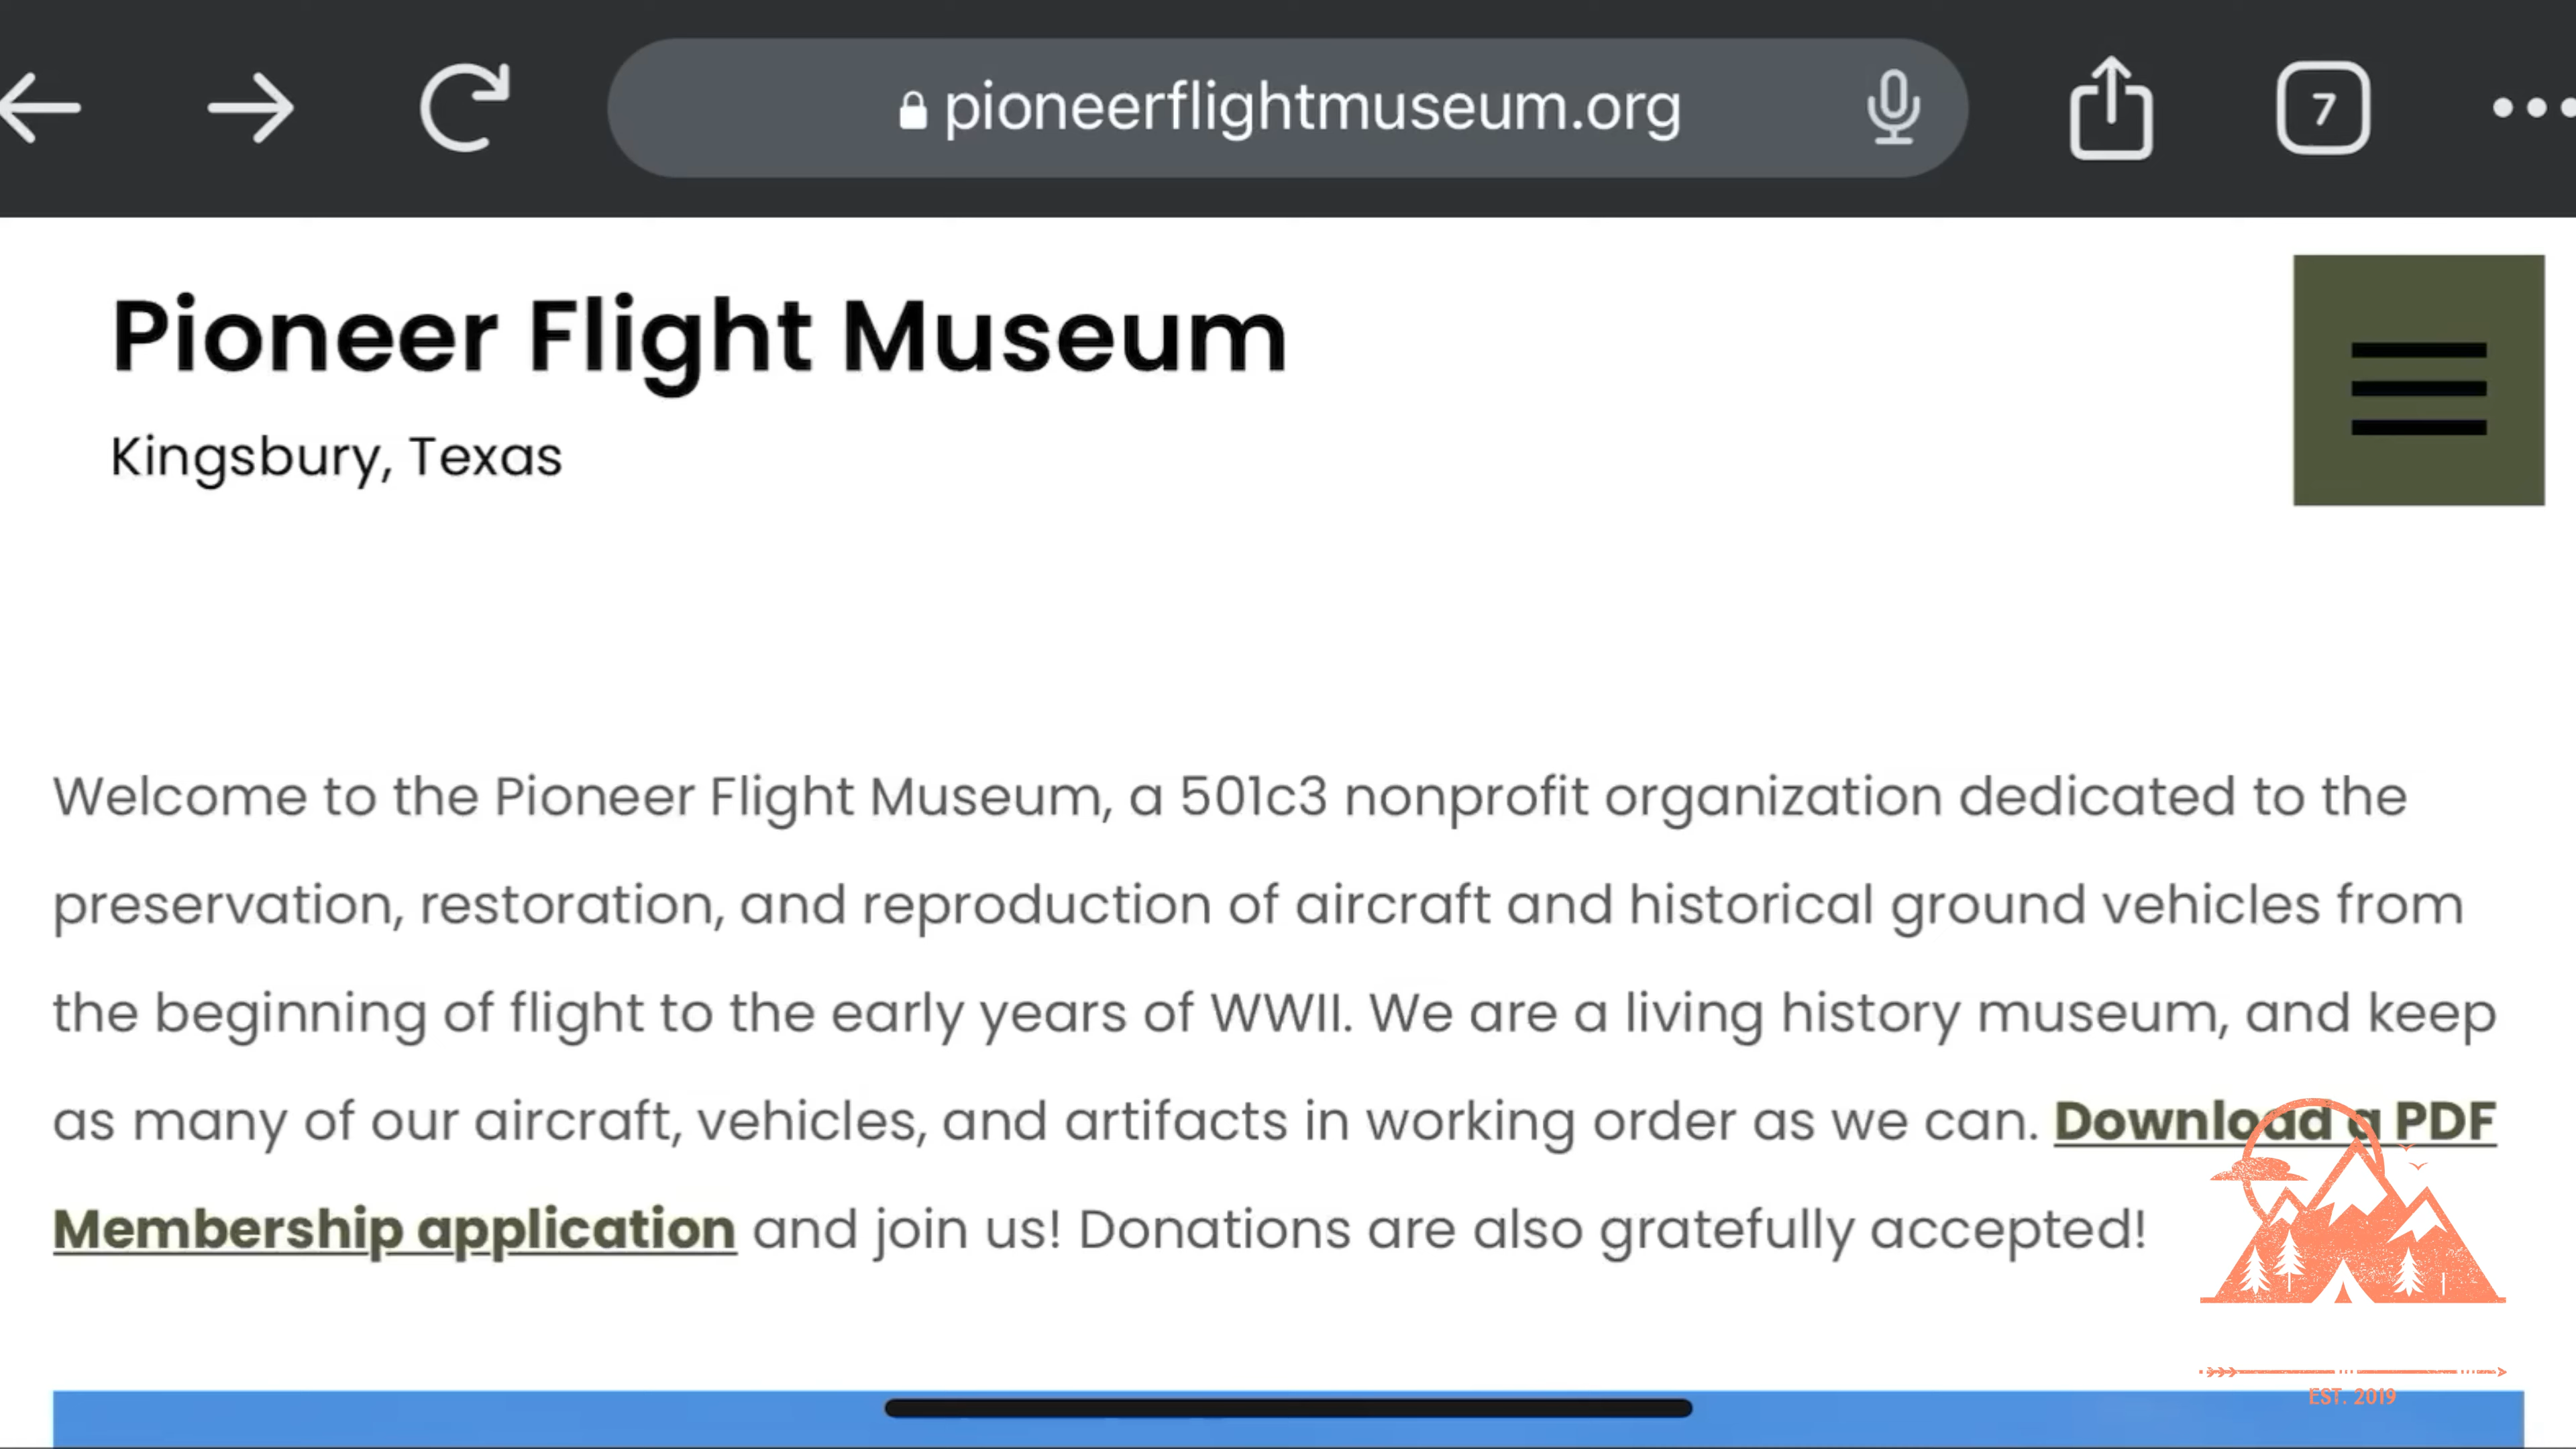 pioneerflightmuseum.org
7
Pioneer Flight Museum
Kingsbury, Texas
Welcome to the Pioneer Flight Museum, a 501c3 nonprofit organization dedicated to the
preservation, restoration, and reproduction of aircraft and historical ground vehicles from
the beginning of flight to the early years of WWII. We are a living history museum, and keep
as many of our aircraft, vehicles, and artifacts in working order as we can. Download a PDF
Membership application and join us! Donations are also gratefully accepted!
EST. 2019